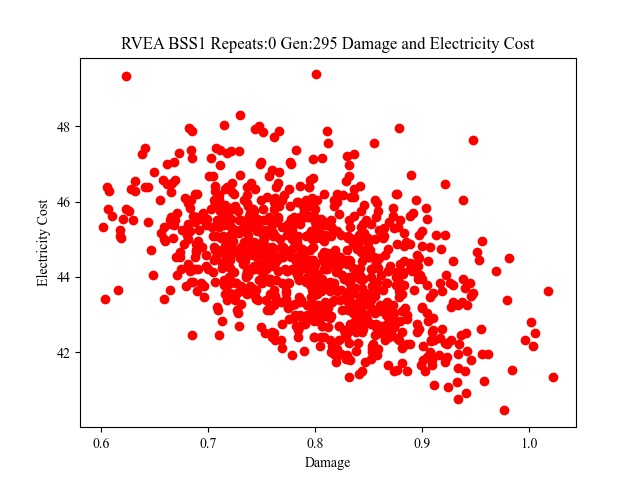 RVEA BSS1 Repeats:0 Gen:295 Damage and Electricity Cost
48
46
44
42
Electricity Cost
0.6 0.7 0.8 0.9 1.0
Damage